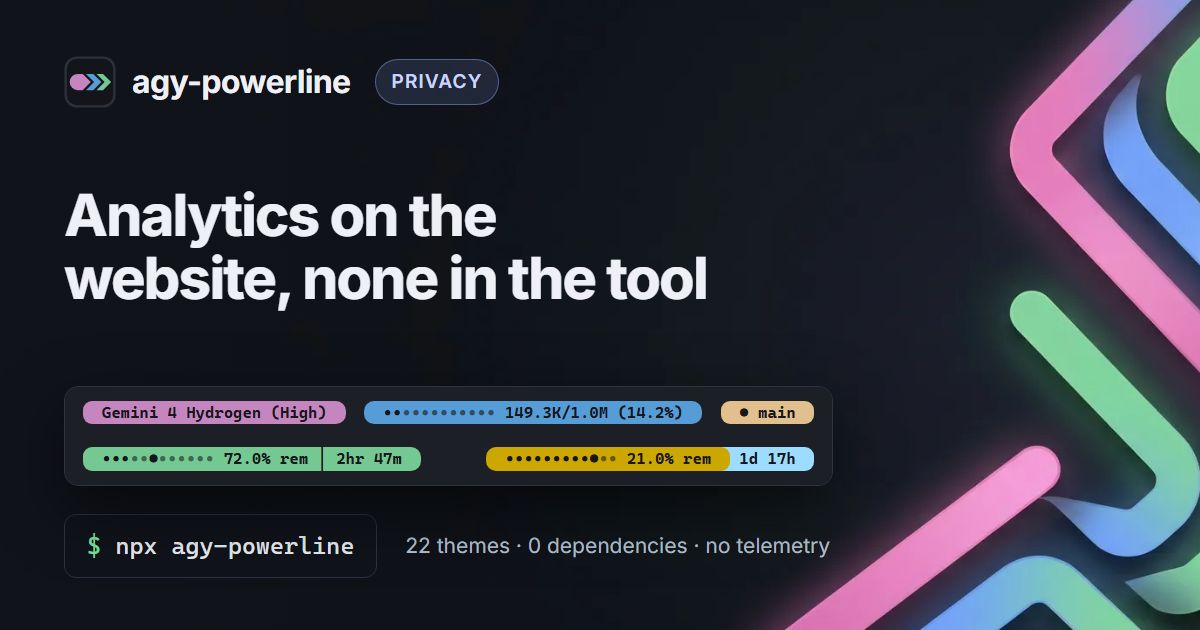 agy-powerline PRIVACY
Analytics on the
website, none in the tool
Gemini 4 Hydrogen (High) 149.3K/1.0M (14.2%) ● main
72.0% rem 2hr 47m 21.0% rem 1d 17h
$ npx agy-powerline 22 themes · 0 dependencies · no telemetry